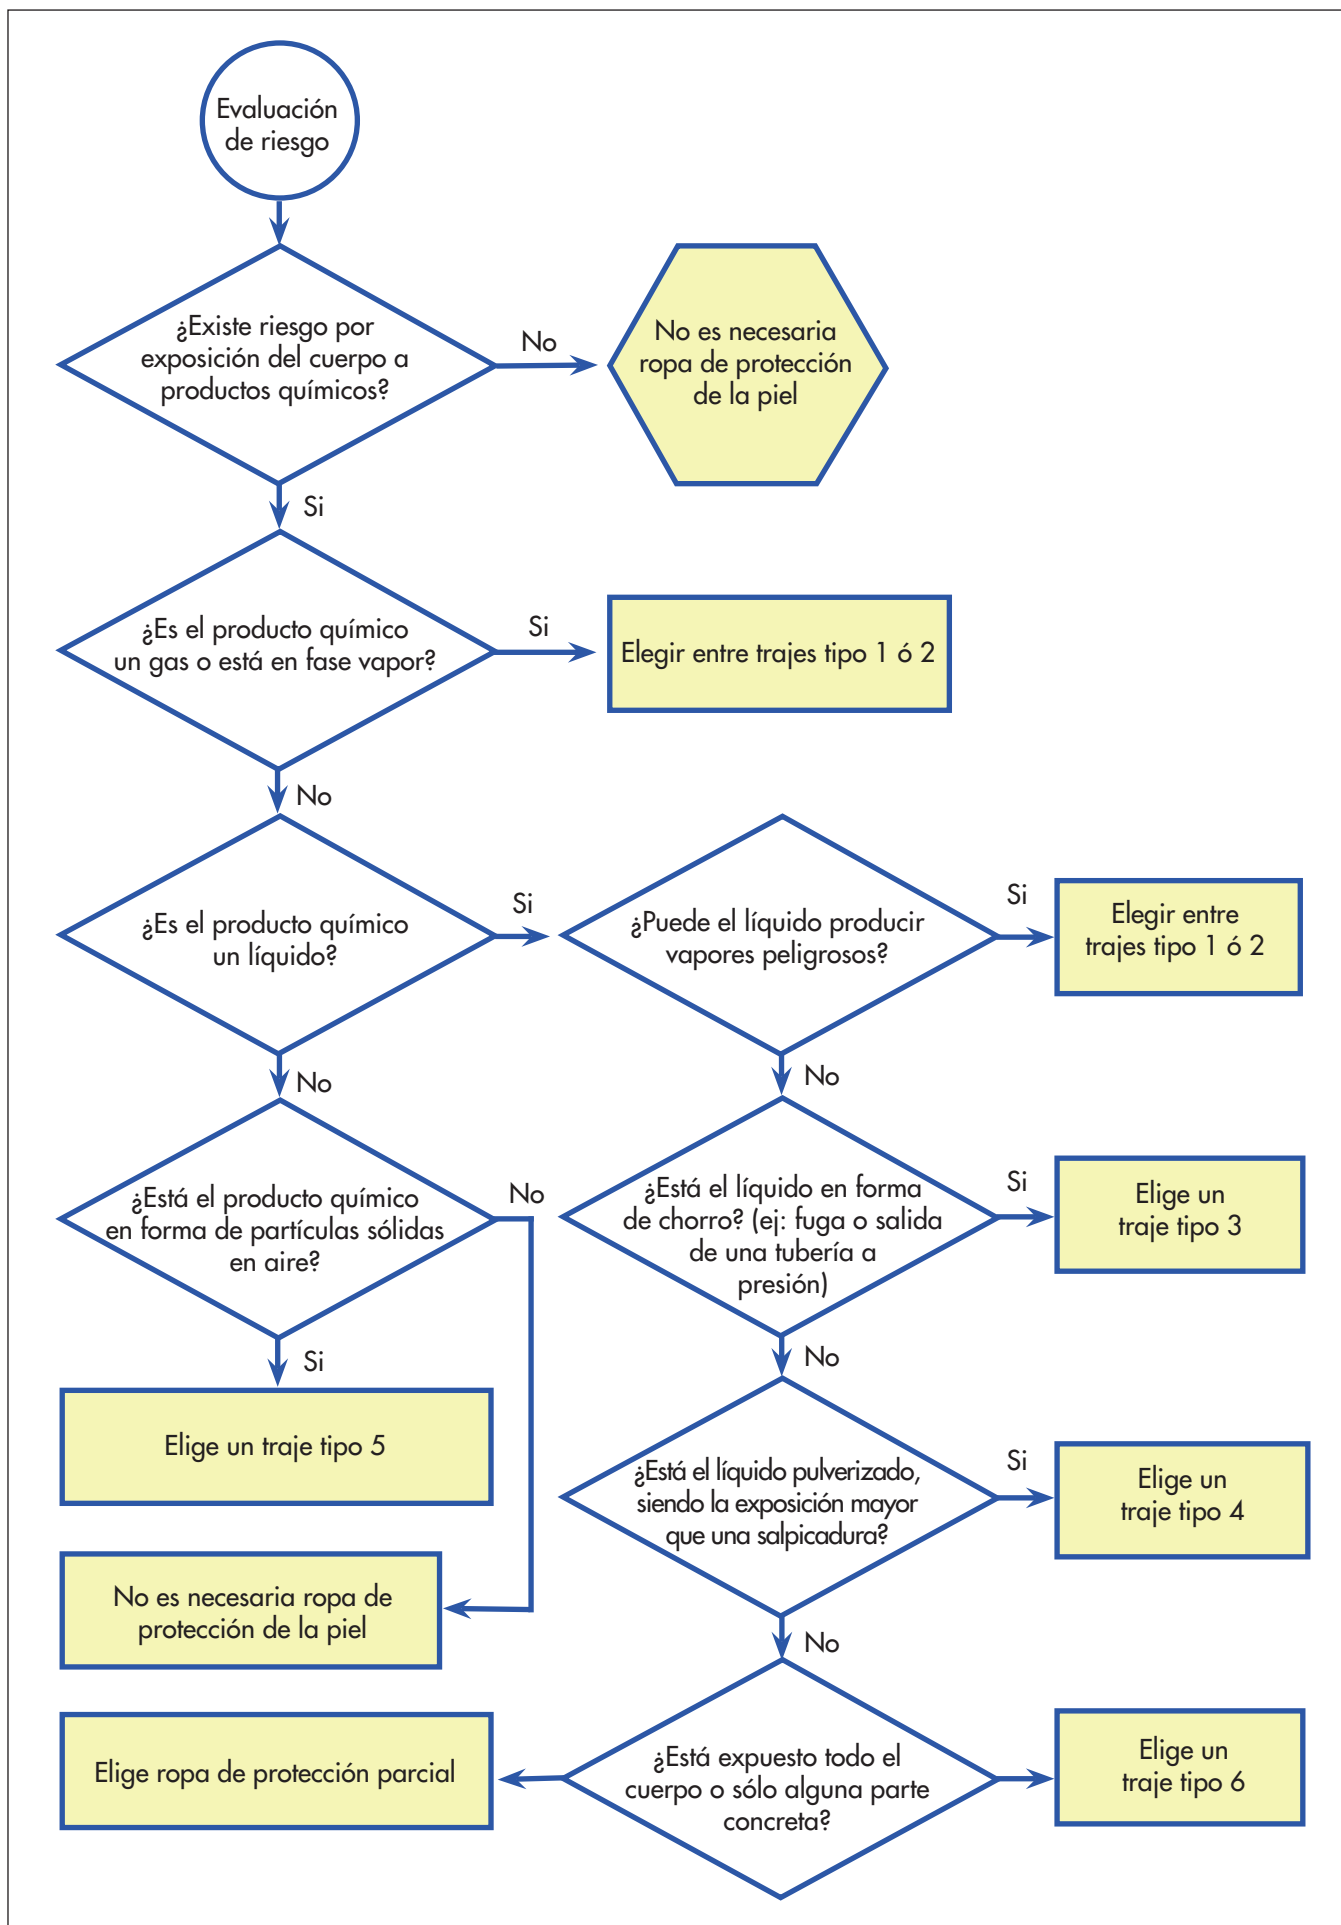 Evaluación
de riesgo
¿Existe riesgo por
exposición del cuerpo a
productos químicos?
No
No es necesaria
ropa de protección
de la piel
Si
¿Es el producto químico
un gas o está en fase vapor?
Si
Elegir entre trajes tipo 1 ó 2
No
¿Es el producto químico
un líquido?
Si
¿Puede el líquido producir
vapores peligrosos?
Si
Elegir entre
trajes tipo 1 ó 2
No
No
¿Está el producto químico
en forma de partículas sólidas
en aire?
No
¿Está el líquido en forma
de chorro? (ej: fuga o salida
de una tubería a
presión)
Si
Elige un
traje tipo 3
Si
No
Elige un traje tipo 5
¿Está el líquido pulverizado,
siendo la exposición mayor
que una salpicadura?
Si
Elige un
traje tipo 4
No es necesaria ropa de
protección de la piel
No
Elige ropa de protección parcial
¿Está expuesto todo el
cuerpo o sólo alguna parte
concreta?
Elige un
traje tipo 6